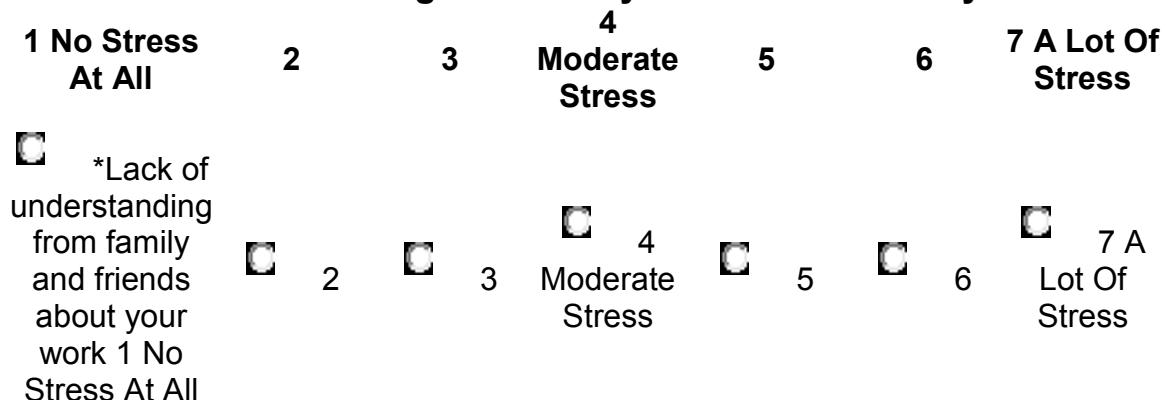 1 No Stress
At All
2
3
4
Moderate
Stress
5
6
7 A Lot Of
Stress
*Lack of
understanding
from family
and friends
about your
work 1 No
Stress At All
2
3
4
Moderate
Stress
5
6
7 A
Lot Of
Stress